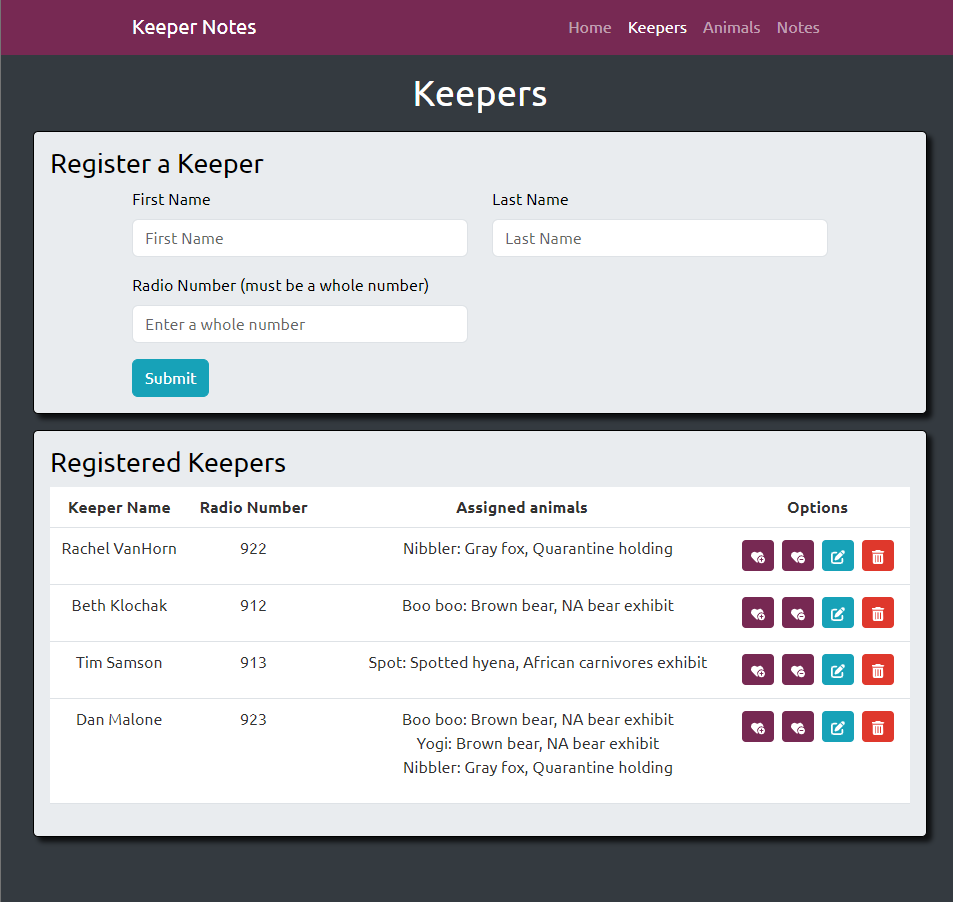 Keeper Notes Home Keepers Animals Notes
Keepers
Register a Keeper
First Name Last Name
First Name Last Name
Radio Number (must be a whole number)
Enter a whole number
Submit
Registered Keepers
Keeper Name Radio Number Assigned animals Options
Rachel VanHorn 922 Nibbler: Gray fox, Quarantine holding
Beth Klochak 912 Boo boo: Brown bear, NA bear exhibit
Tim Samson 913 Spot: Spotted hyena, African carnivores exhibit
Dan Malone 923 Boo boo: Brown bear, NA bear exhibit
Yogi: Brown bear, NA bear exhibit
Nibbler: Gray fox, Quarantine holding